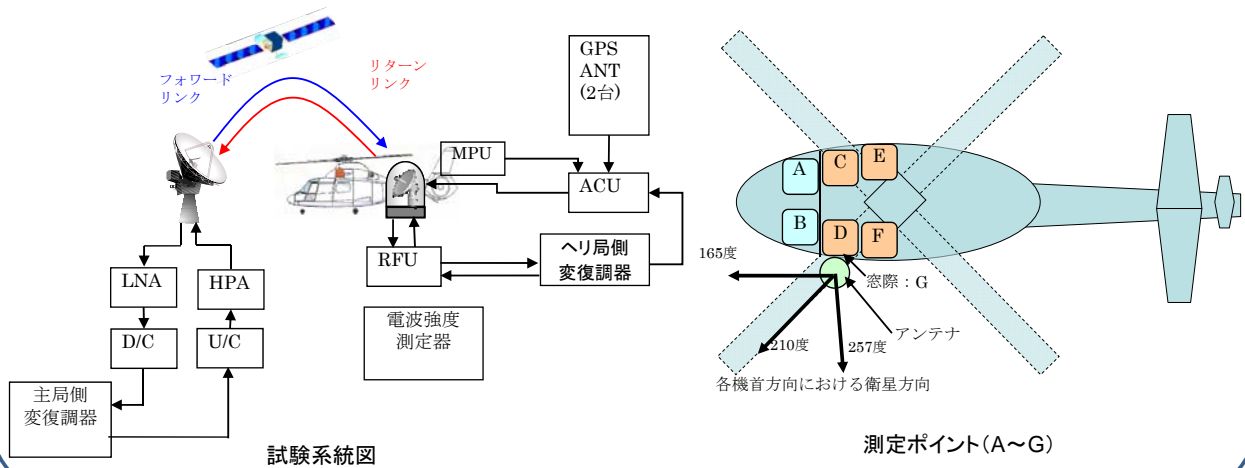 フォワード
リンク
リターン
リンク
GPS
ANT
(2台)
MPU
ACU
RFU
ヘリ局側
変復調器
LNA
HPA
D/C
U/C
電波強度
測定器
主局側
変復調器
試験系統図
A
C
E
B
D
F
165度
窓際：G
アンテナ
210度
257度
各機首方向における衛星方向
測定ポイント(A～G)